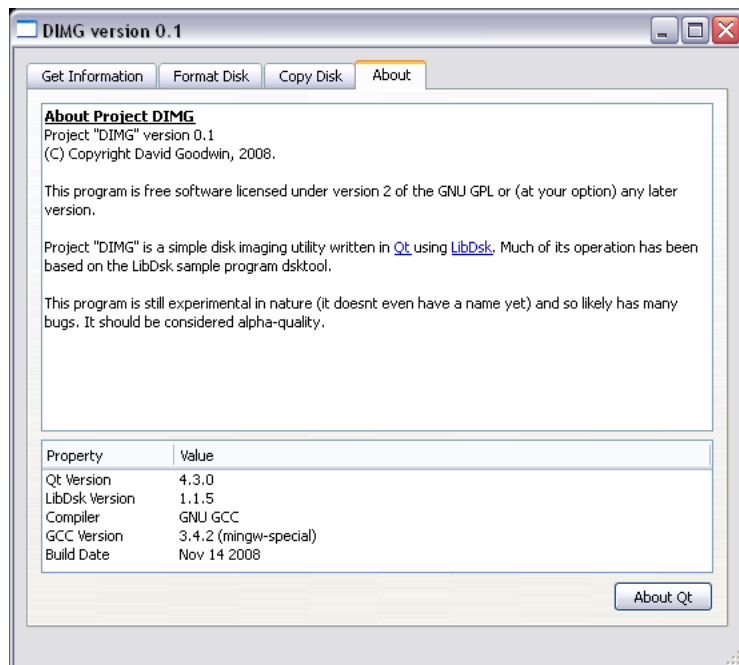 DIMG version 0.1
Get Information Format Disk Copy Disk About
About Project DIMG
Project "DIMG" version 0.1
(C) Copyright David Goodwin, 2008.
This program is free software licensed under version 2 of the GNU GPL or (at your option) any later
version.
Project "DIMG" is a simple disk imaging utility written in Qt using LibDsk. Much of its operation has been
based on the LibDsk sample program dsktool.
This program is still experimental in nature (it doesnt even have a name yet) and so likely has many
bugs. It should be considered alpha-quality.
Property Value
Qt Version 4.3.0
LibDsk Version 1.1.5
Compiler GNU GCC
GCC Version 3.4.2 (mingw-special)
Build Date Nov 14 2008
About Qt